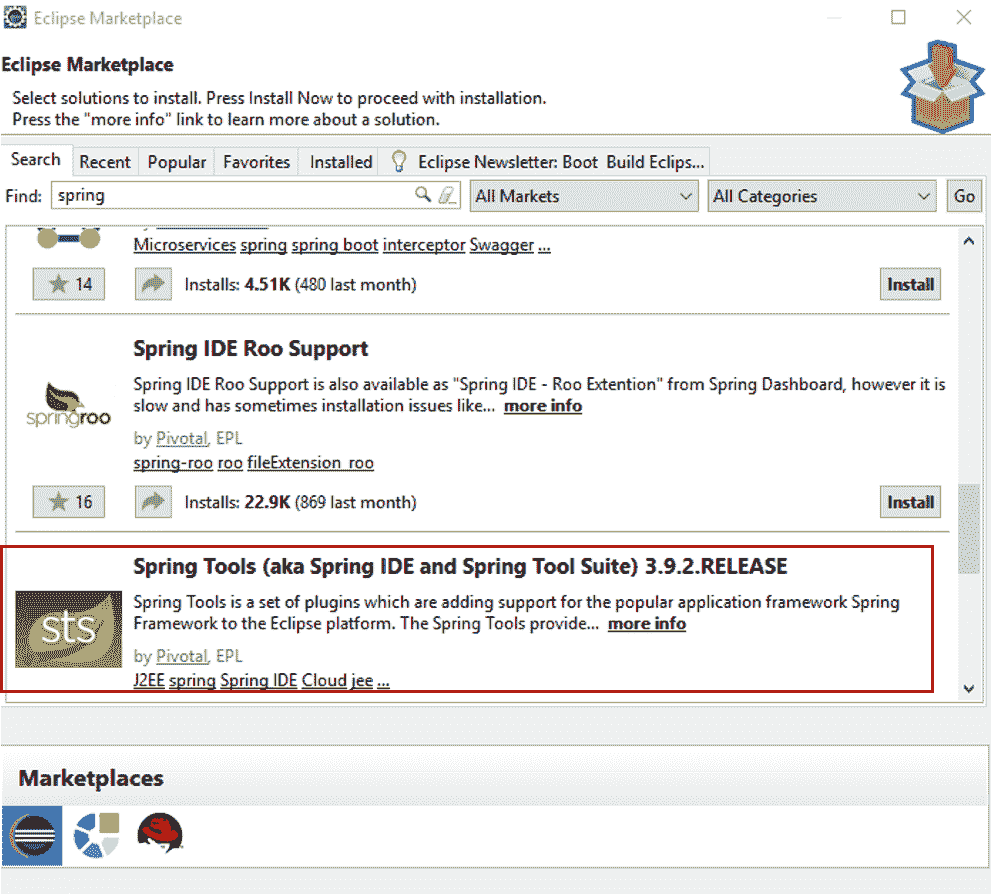 Eclipse Marketplace
Eclipse Marketplace
Select solutions to install. Press Install Now to proceed with installation.
Press the "more info" link to learn more about a solution.
Search Recent Popular Favorites Installed Eclipse Newsletter: Boot Build Eclips...
Find: spring All Markets All Categories Go
Microservices spring spring boot interceptor Swagger ...
14 Installs: 4.51K (480 last month) Install
Spring IDE Roo Support
Spring IDE Roo Support is also available as "Spring IDE - Roo Extention" from Spring Dashboard, however it is
slow and has sometimes installation issues like... more info
springroo
by Pivotal, EPL
spring-roo roo fileExtension_roo
16 Installs: 22.9K (869 last month) Install
Spring Tools (aka Spring IDE and Spring Tool Suite) 3.9.2.RELEASE
Spring Tools is a set of plugins which are adding support for the popular application framework Spring
Framework to the Eclipse platform. The Spring Tools provide... more info
sts
by Pivotal, EPL
J2EE spring Spring IDE Cloud jee ...
Marketplaces